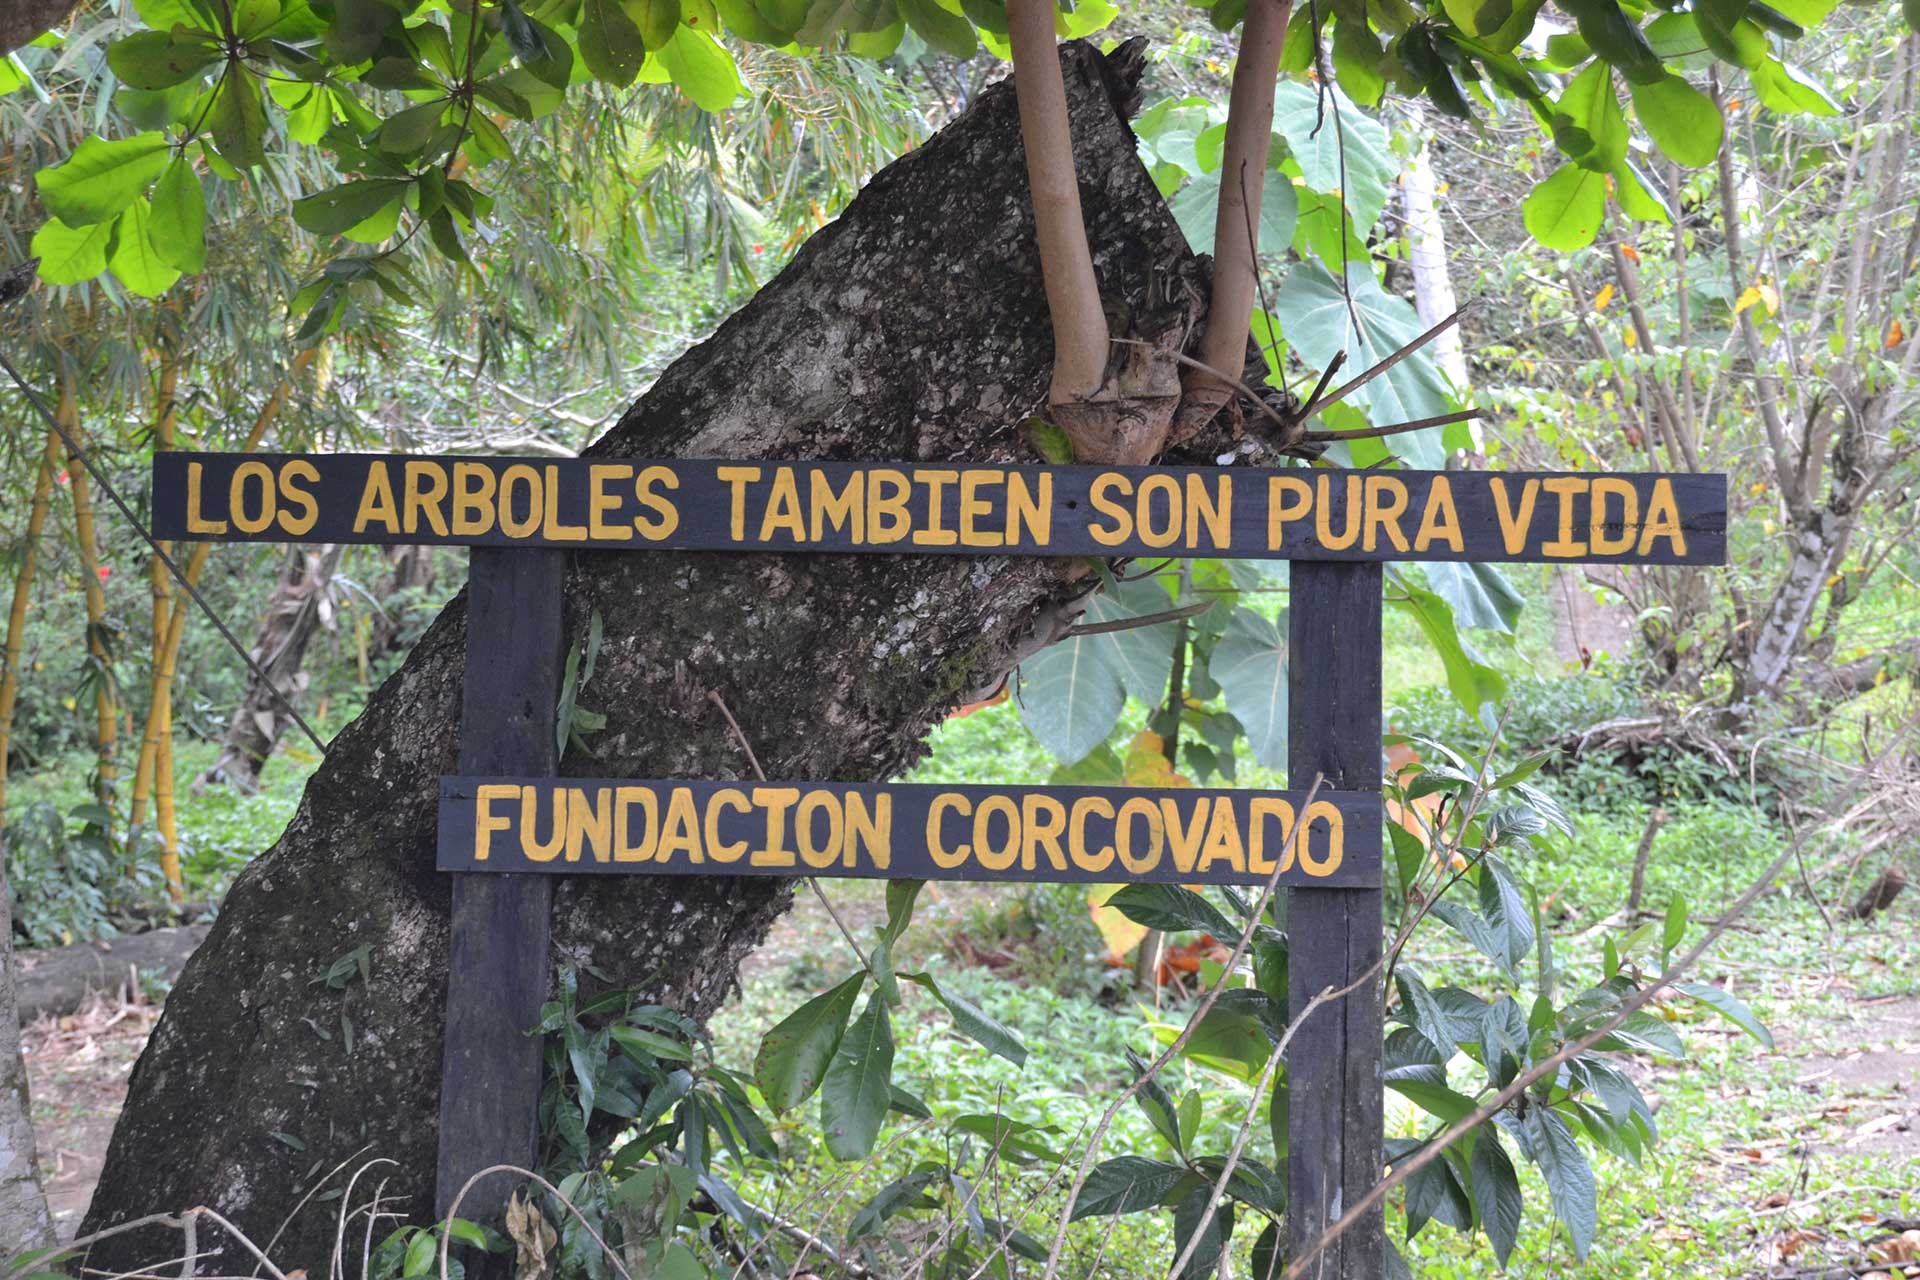 LOS ARBOLES TAMBIEN SON PURA VIDA
FUNDACION CORCOVADO